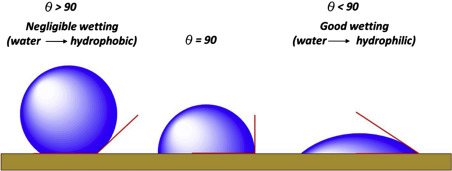 θ > 90
Negligible wetting
(water → hydrophobic)
θ = 90
θ < 90
Good wetting
(water → hydrophilic)